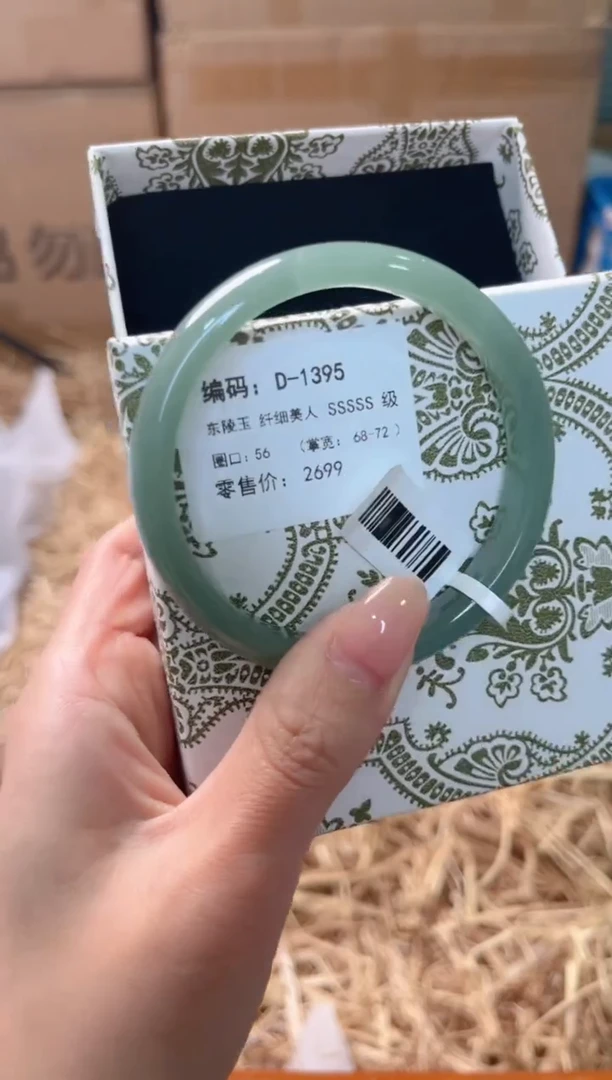 勿
编码：D-1395
东陵玉 纤细美人 SSSSS 级
圈口：56 （掌宽：68-72 ）
零售价：2699